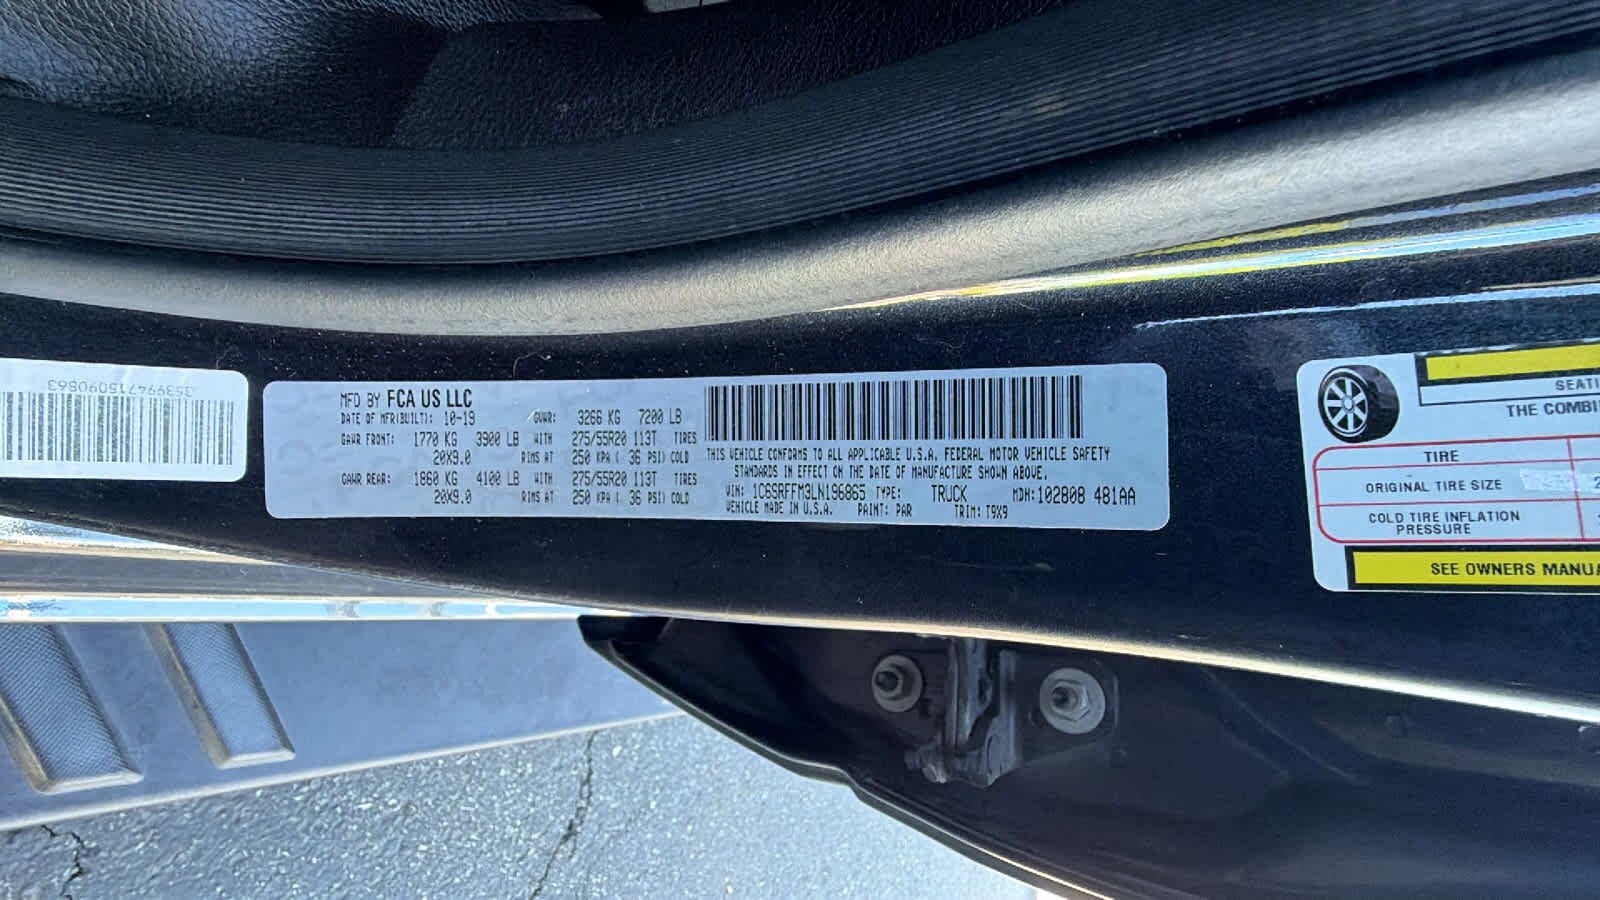 353994715090863
MFD BY FCA US LLC
DATE OF MFR(BUILT): 10-19 GVWR: 3266 KG 7200 LB
GAWR FRONT: 1770 KG 3900 LB WITH 275/55R20 113T TIRES
20X9.0 RIMS AT 250 KPA ( 36 PSI) COLD
GAWR REAR: 1860 KG 4100 LB WITH 275/55R20 113T TIRES
20X9.0 RIMS AT 250 KPA ( 36 PSI) COLD
THIS VEHICLE CONFORMS TO ALL APPLICABLE U.S.A. FEDERAL MOTOR VEHICLE SAFETY
STANDARDS IN EFFECT ON THE DATE OF MANUFACTURE SHOWN ABOVE.
VIN: 1C6SRFFM3LN196865 TYPE: TRUCK MDH:102808 481AA
VEHICLE MADE IN U.S.A. PAINT: PAR TRIM: T9X9
SEATI
THE COMBI
TIRE
ORIGINAL TIRE SIZE 2
COLD TIRE INFLATION
PRESSURE
SEE OWNERS MANUA